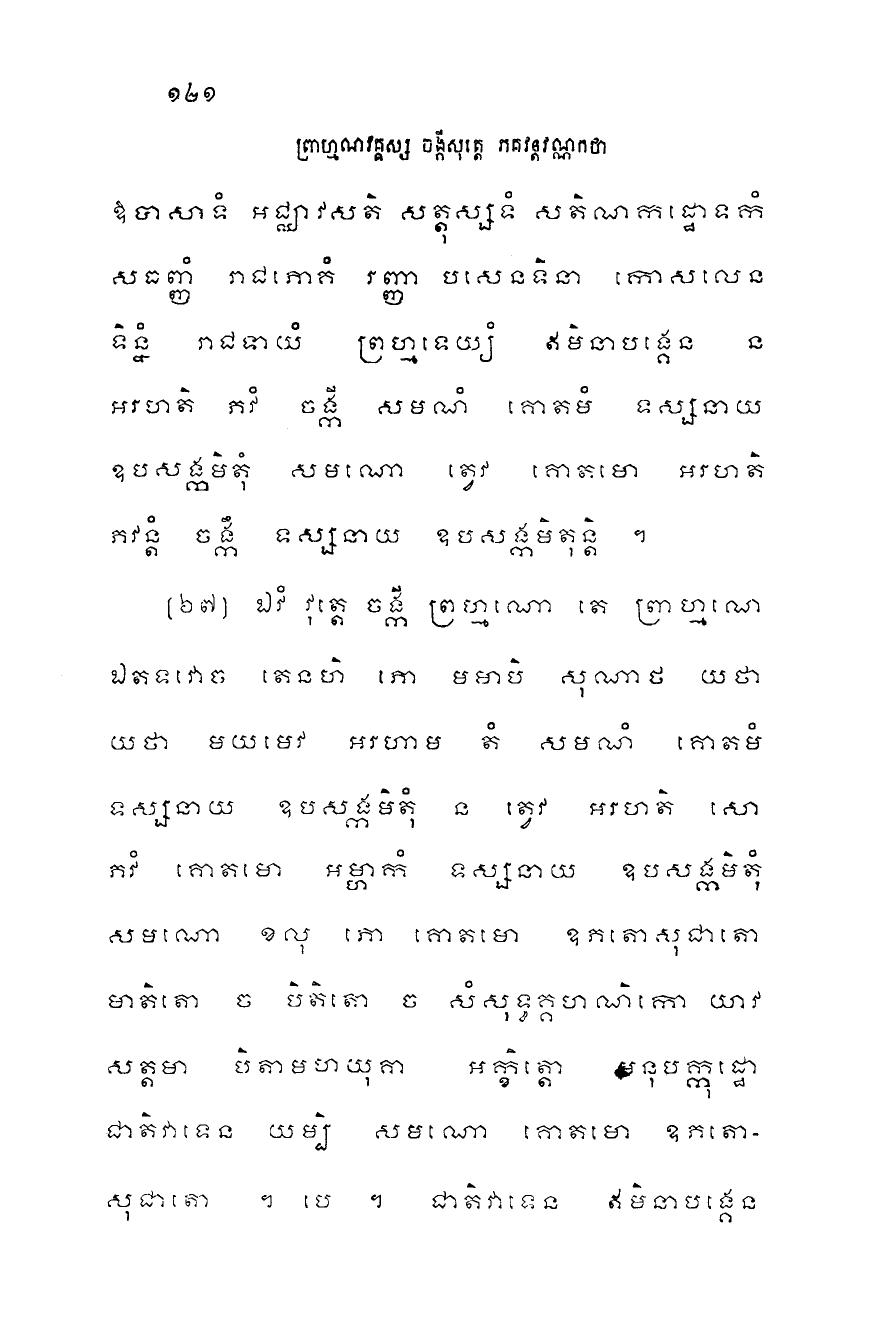 ១៤១
ព្រាហ្មណវគ្គស្ស ចង្កីសុត្តេ ភគវន្តវណ្ណកថា
ឱបាសាទំ អជ្ឈាវសតិ សត្តុស្សទំ សតិណកដ្ឋោទកំ
សធញ្ញំ រាជភោគំ រញ្ញា បសេនទិនា កោសលេន
ទិន្នំ រាជទាយំ ព្រហ្មទេយ្យំ ឥមិនាបង្គេន ន
អរហតិ ភវំ ចង្កី សមណំ គោតមំ ទស្សនាយ
ឧបសង្កមិតុំ សមណោ ត្វេវ គោតមោ អរហតិ
ភវន្តំ ចង្កឹ ទស្សនាយ ឧបសង្កមិតុន្តិ ។
[៦៧] ឯវំ វុត្តេ ចង្កី ព្រាហ្មណោ តេ ព្រាហ្មណេ
ឯតទវោច តេនហិ ភោ មមាបិ សុណាថ យថា
យថា មយមេវ អរហាម តំ សមណំ គោតមំ
ទស្សនាយ ឧបសង្កមិតុំ ន ត្វេវ អរហតិ សោ
ភវំ គោតមោ អម្ហាកំ ទស្សនាយ ឧបសង្កមិតុំ
សមណោ ខលុ ភោ គោតមោ ឧភតោសុជាតោ
មាតិតោ ច បិតិតោ ច សំសុទ្ធគ្គហណិកោ យាវ
សត្តមា បិតាមហយុគា អក្ខិត្តោ អនុបក្កុដ្ឋោ
ជាតិវាទេន យម្បិ សមណោ គោតមោ ឧភតោ-
សុជាតោ ។ បេ ។ ជាតិវាទេន ឥមិនាបង្គេន